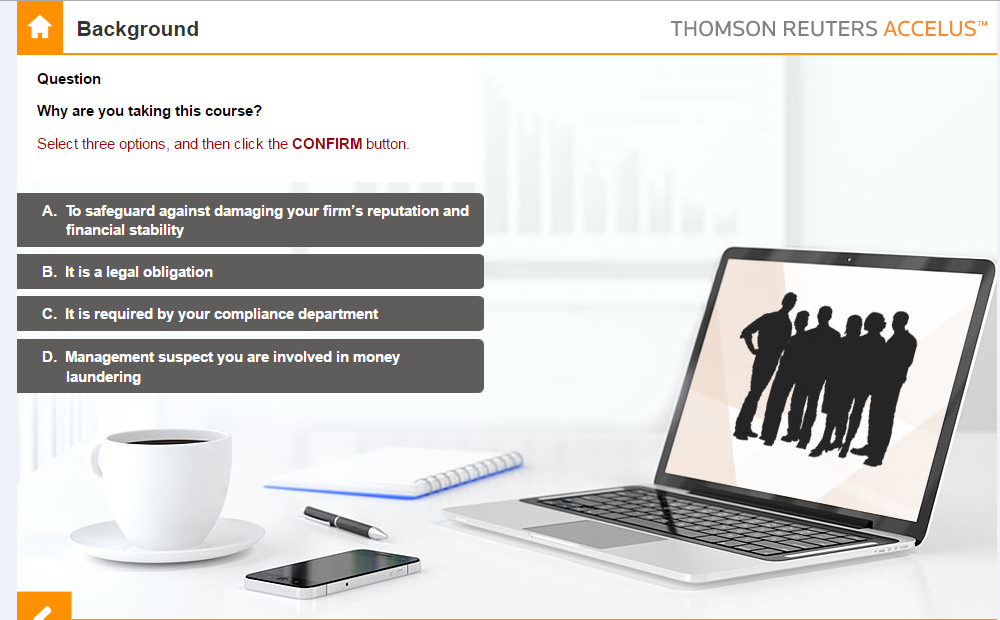 Background
THOMSON REUTERS ACCELUS™
Question
Why are you taking this course?
Select three options, and then click the CONFIRM button.
A. To safeguard against damaging your firm’s reputation and
financial stability
B. It is a legal obligation
C. It is required by your compliance department
D. Management suspect you are involved in money
laundering